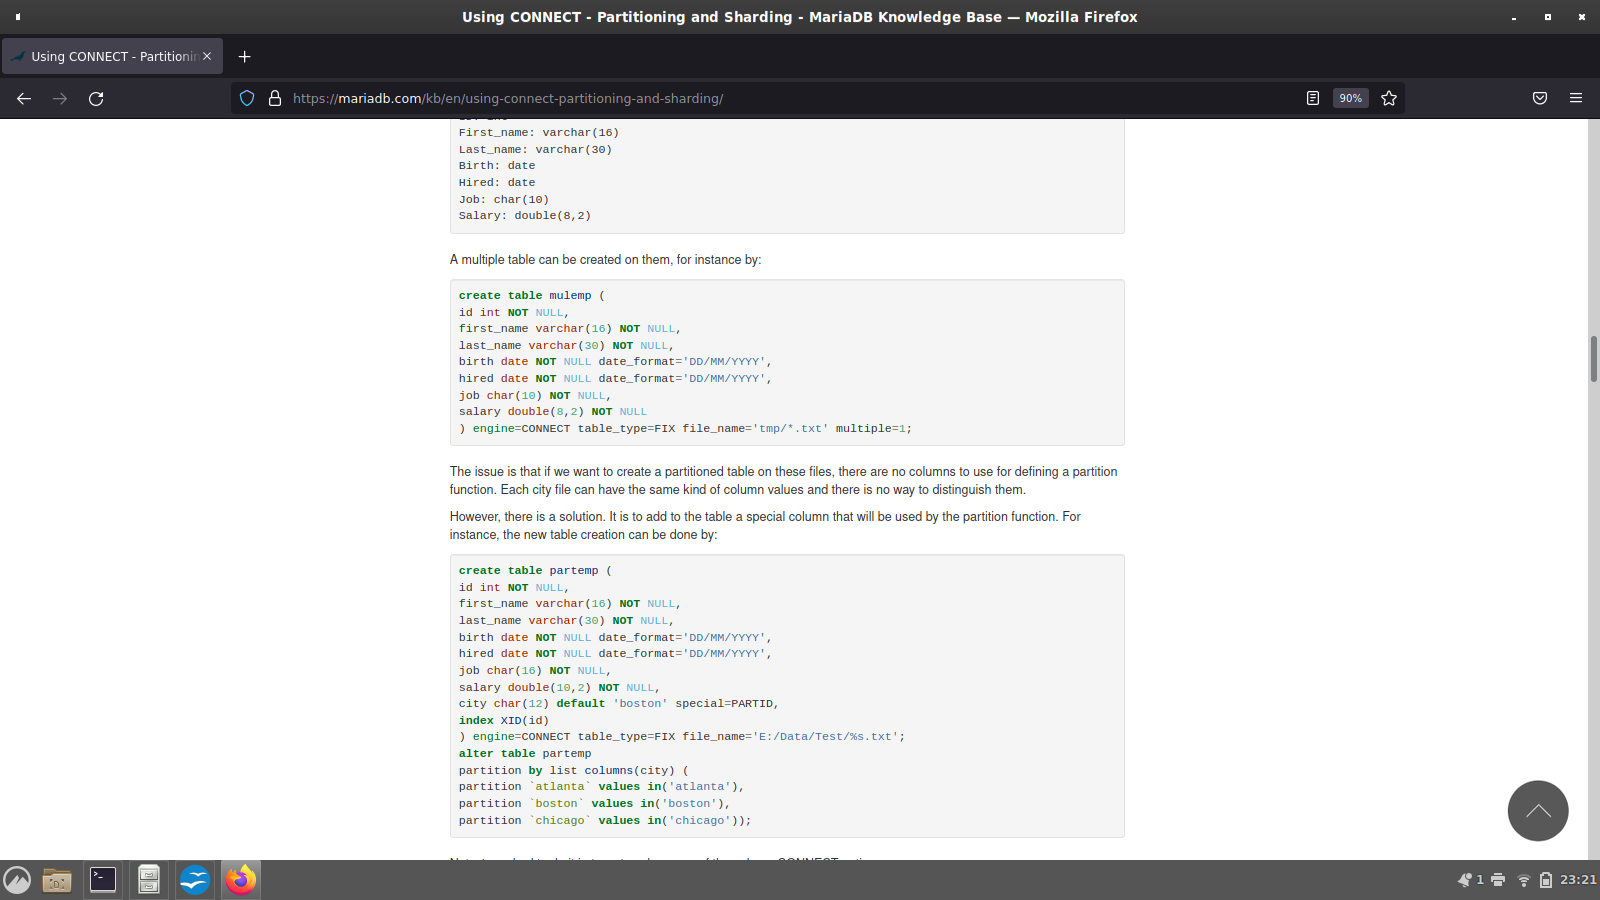 Using CONNECT - Partitioning and Sharding - MariaDB Knowledge Base — Mozilla Firefox
Using CONNECT - Partitionin
https://mariadb.com/kb/en/using-connect-partitioning-and-sharding/
90%
First_name: varchar(16)
Last_name: varchar(30)
Birth: date
Hired: date
Job: char(10)
Salary: double(8,2)
A multiple table can be created on them, for instance by:
create table mulemp (
id int NOT NULL,
first_name varchar(16) NOT NULL,
last_name varchar(30) NOT NULL,
birth date NOT NULL date_format='DD/MM/YYYY',
hired date NOT NULL date_format='DD/MM/YYYY',
job char(10) NOT NULL,
salary double(8,2) NOT NULL
) engine=CONNECT table_type=FIX file_name='tmp/*.txt' multiple=1;
The issue is that if we want to create a partitioned table on these files, there are no columns to use for defining a partition
function. Each city file can have the same kind of column values and there is no way to distinguish them.
However, there is a solution. It is to add to the table a special column that will be used by the partition function. For
instance, the new table creation can be done by:
create table partemp (
id int NOT NULL,
first_name varchar(16) NOT NULL,
last_name varchar(30) NOT NULL,
birth date NOT NULL date_format='DD/MM/YYYY',
hired date NOT NULL date_format='DD/MM/YYYY',
job char(16) NOT NULL,
salary double(10,2) NOT NULL,
city char(12) default 'boston' special=PARTID,
index XID(id)
) engine=CONNECT table_type=FIX file_name='E:/Data/Test/%s.txt';
alter table partemp
partition by list columns(city) (
partition `atlanta` values in('atlanta'),
partition `boston` values in('boston'),
partition `chicago` values in('chicago'));
1
23:21